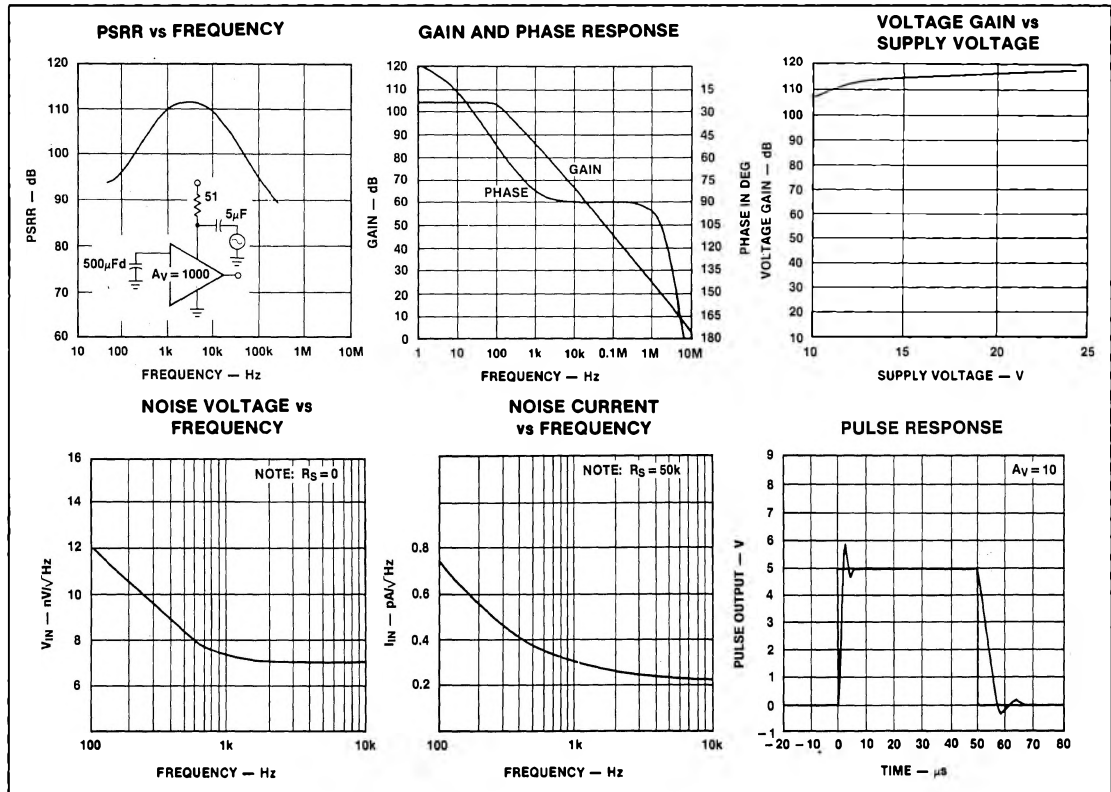 PSRR vs FREQUENCY
120
110
100
90
80
70
60
PSRR — dB
51
5μF
500μFd
AV = 1000
10 100 1k 10k 100k 1M 10M
FREQUENCY — Hz
GAIN AND PHASE RESPONSE
120
100
80
60
40
20
10
0
GAIN — dB
GAIN
PHASE
15
30
45
60
75
90
105
120
135
150
165
180
PHASE IN DEG
1 10 100 1k 10k 0.1M 1M 10M
FREQUENCY — Hz
VOLTAGE GAIN vs
SUPPLY VOLTAGE
120
110
100
90
80
70
60
50
40
30
20
10
VOLTAGE GAIN — dB
10 15 20 25
SUPPLY VOLTAGE — V
NOISE VOLTAGE vs
FREQUENCY
NOTE: RS = 0
16
14
12
10
8
6
VIN — nV/√Hz
100 1k 10k
FREQUENCY — Hz
NOISE CURRENT
vs FREQUENCY
NOTE: RS = 50k
0.8
0.6
0.4
0.2
IIN — pA/√Hz
100 1k 10k
FREQUENCY — Hz
PULSE RESPONSE
AV = 10
9
8
7
6
5
4
3
2
1
0
−1
PULSE OUTPUT — V
−20 −10 0 10 20 30 40 50 60 70 80
TIME — μs